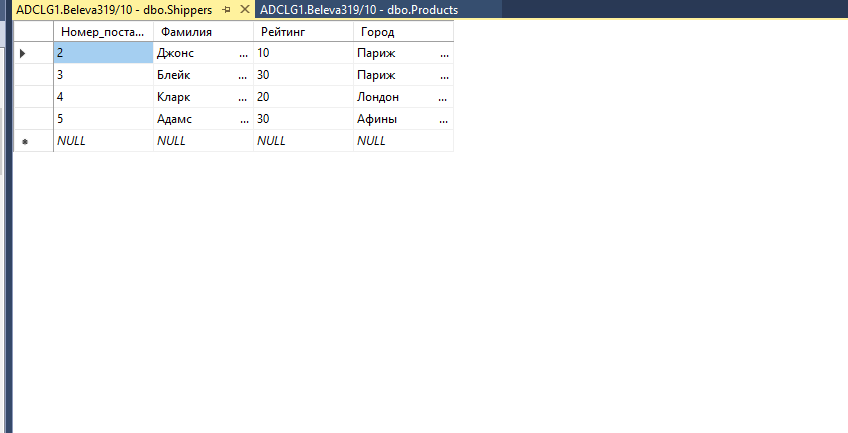 ADCLG1.Beleva319/10 - dbo.Shippers ADCLG1.Beleva319/10 - dbo.Products
Номер_поста... Фамилия Рейтинг Город
2 Джонс ... 10 Париж ...
3 Блейк ... 30 Париж ...
4 Кларк ... 20 Лондон ...
5 Адамс ... 30 Афины ...
NULL NULL NULL NULL